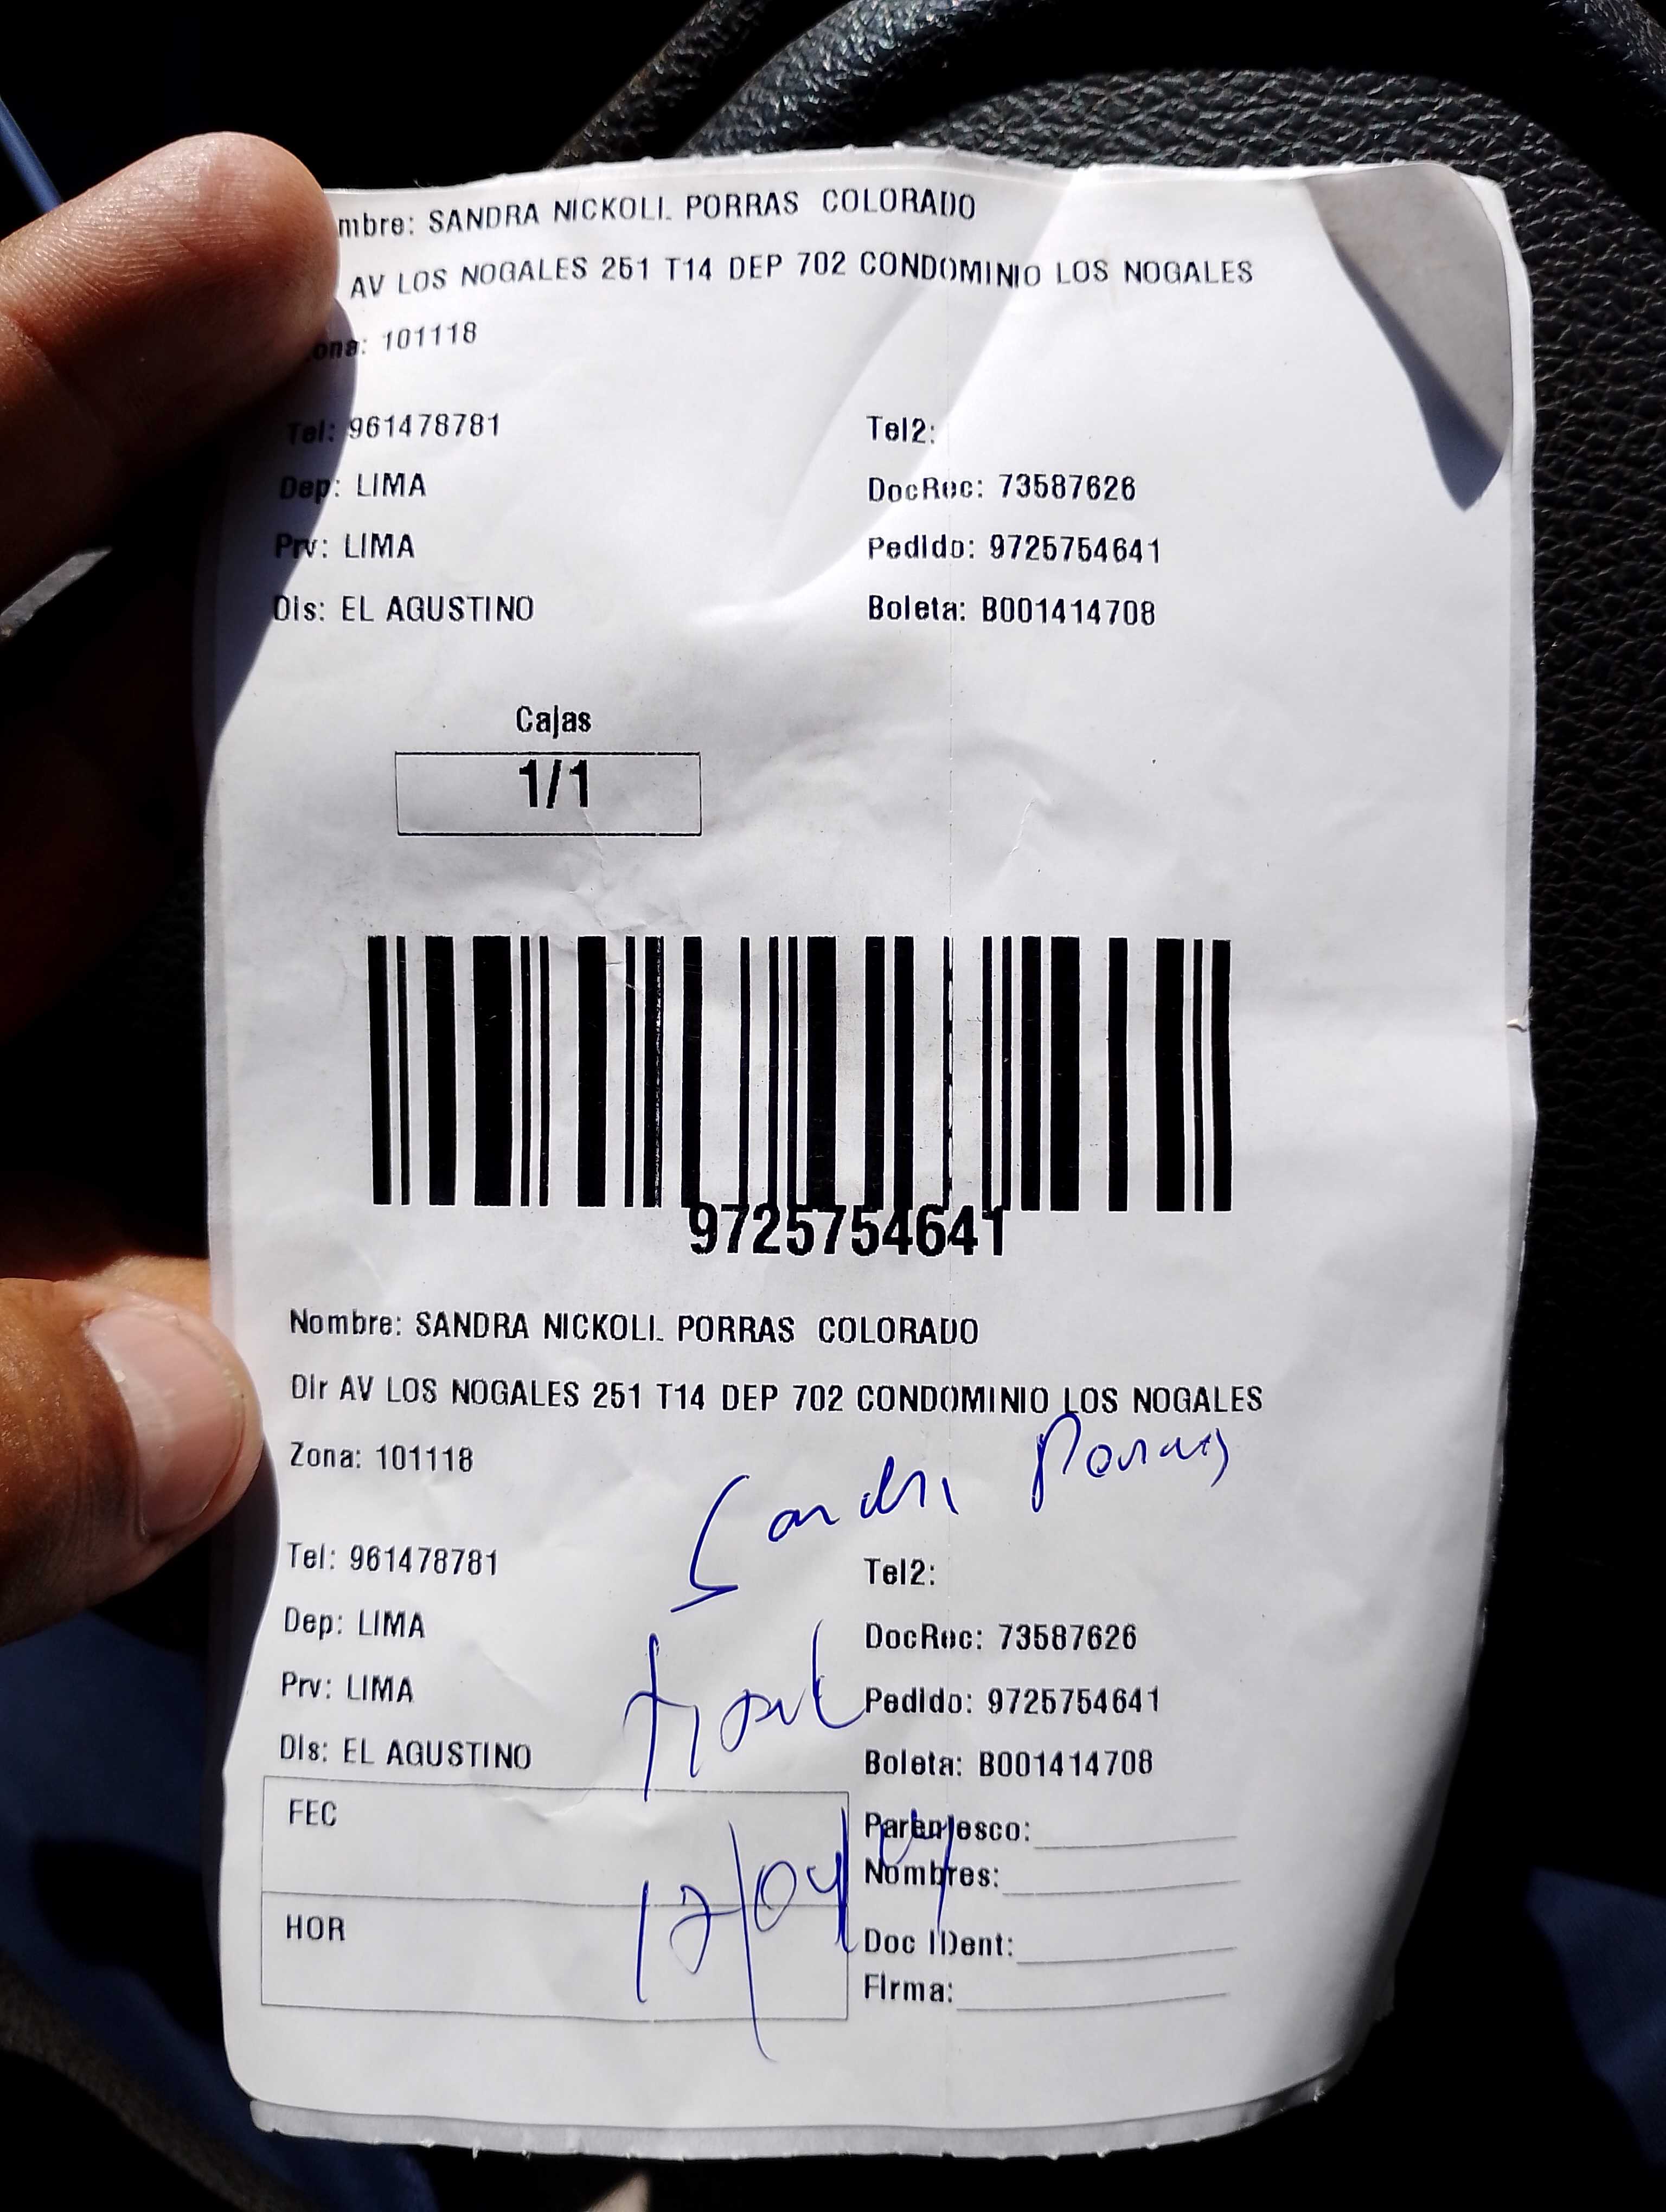 mbre: SANDRA NICKOLL PORRAS COLORADO
AV LOS NOGALES 251 T14 DEP 702 CONDOMINIO LOS NOGALES
ona: 101118
Tel: 961478781 Tel2:
Dep: LIMA DocRec: 73587626
Prv: LIMA Pedido: 9725754641
Dis: EL AGUSTINO Boleta: B001414708
Cajas
1/1
9725754641
Nombre: SANDRA NICKOLL PORRAS COLORADO
Dir AV LOS NOGALES 251 T14 DEP 702 CONDOMINIO LOS NOGALES
Zona: 101118
Sandra Porras
Tel: 961478781 Tel2:
Dep: LIMA DocRec: 73587626
Prv: LIMA Pedido: 9725754641
Dis: EL AGUSTINO Boleta: B001414708
FEC Parentesco:
12/04
Nombres:
HOR Doc IDent:
Firma: